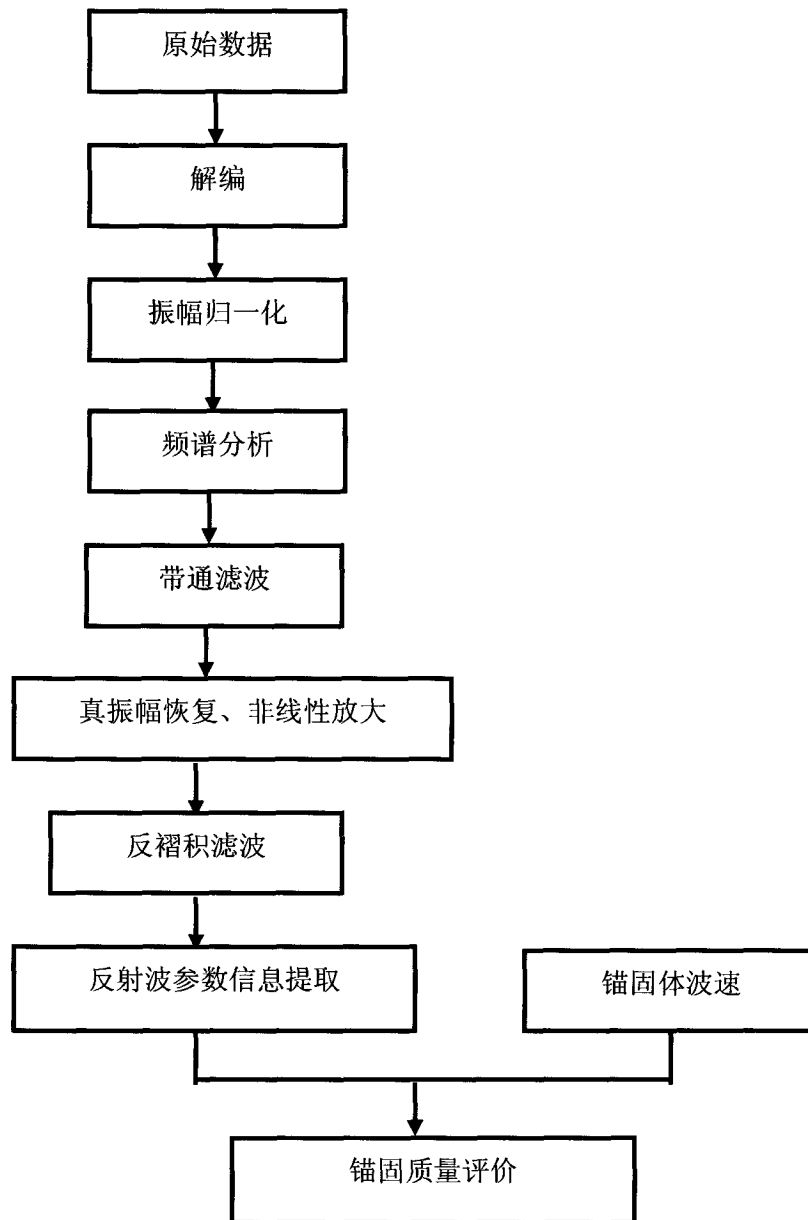 原始数据
解编
振幅归一化
频谱分析
带通滤波
真振幅恢复、非线性放大
反褶积滤波
反射波参数信息提取
锚固体波速
锚固质量评价